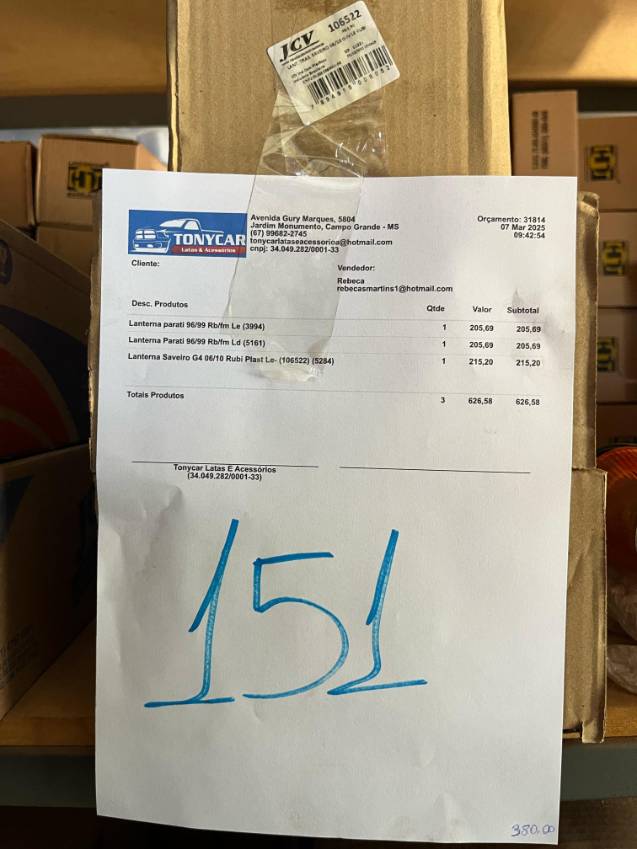 JCV
106522
LANT. TRAS. SAVEIRO
TONYCAR
Latas & Acessórios
Avenida Gury Marques, 5804
Jardim Monumento, Campo Grande - MS
(67) 99682-2745
tonycarlataseacessorios@hotmail.com
cnpj: 34.049.282/0001-33
Orçamento: 31814
07 Mar 2025
09:42:54
Cliente:
Vendedor:
Rebeca
rebecasmartins1@hotmail.com
Desc. Produtos Qtde Valor Subtotal
Lanterna parati 96/99 Rb/fm Le (3994) 1 205,69 205,69
Lanterna Parati 96/99 Rb/fm Ld (5161) 1 205,69 205,69
Lanterna Saveiro G4 06/10 Rubi Plast Le- (106522) (5284) 1 215,20 215,20
Totais Produtos 3 626,58 626,58
Tonycar Latas E Acessórios
(34.049.282/0001-33)
151
380,00